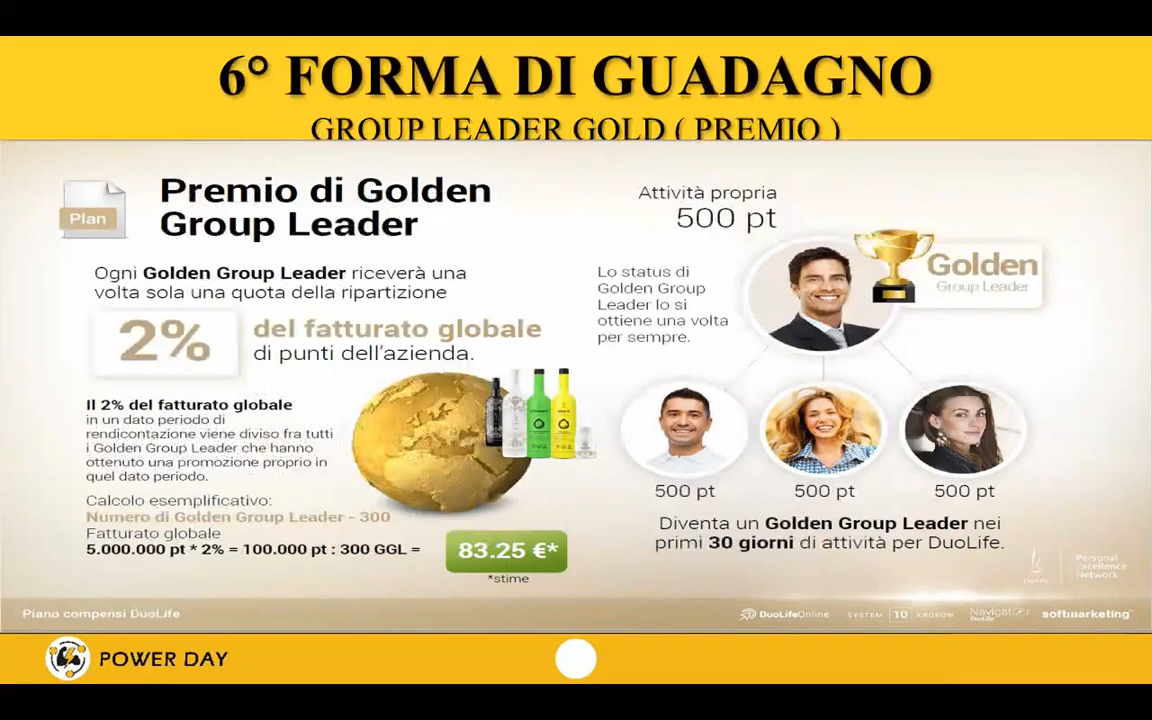 6° FORMA DI GUADAGNO
GROUP LEADER GOLD ( PREMIO )
Plan
Premio di Golden
Group Leader
Ogni Golden Group Leader riceverà una
volta sola una quota della ripartizione
2%
del fatturato globale
di punti dell'azienda.
Il 2% del fatturato globale
in un dato periodo di
rendicontazione viene diviso fra tutti
i Golden Group Leader che hanno
ottenuto una promozione proprio in
quel dato periodo.
Calcolo esemplificativo:
Numero di Golden Group Leader - 300
Fatturato globale
5.000.000 pt * 2% = 100.000 pt : 300 GGL =
83.25 €*
*stime
Attività propria
500 pt
Lo status di
Golden Group
Leader lo si
ottiene una volta
per sempre.
Golden
Group Leader
500 pt
500 pt
500 pt
Diventa un Golden Group Leader nei
primi 30 giorni di attività per DuoLife.
DuoLife
Personal
Excellence
Network
Piano compensi DuoLife
DuoLifeOnline
SYSTEM 10 KROKÓW
Navigator
DuoLife
softmarketing
POWER DAY